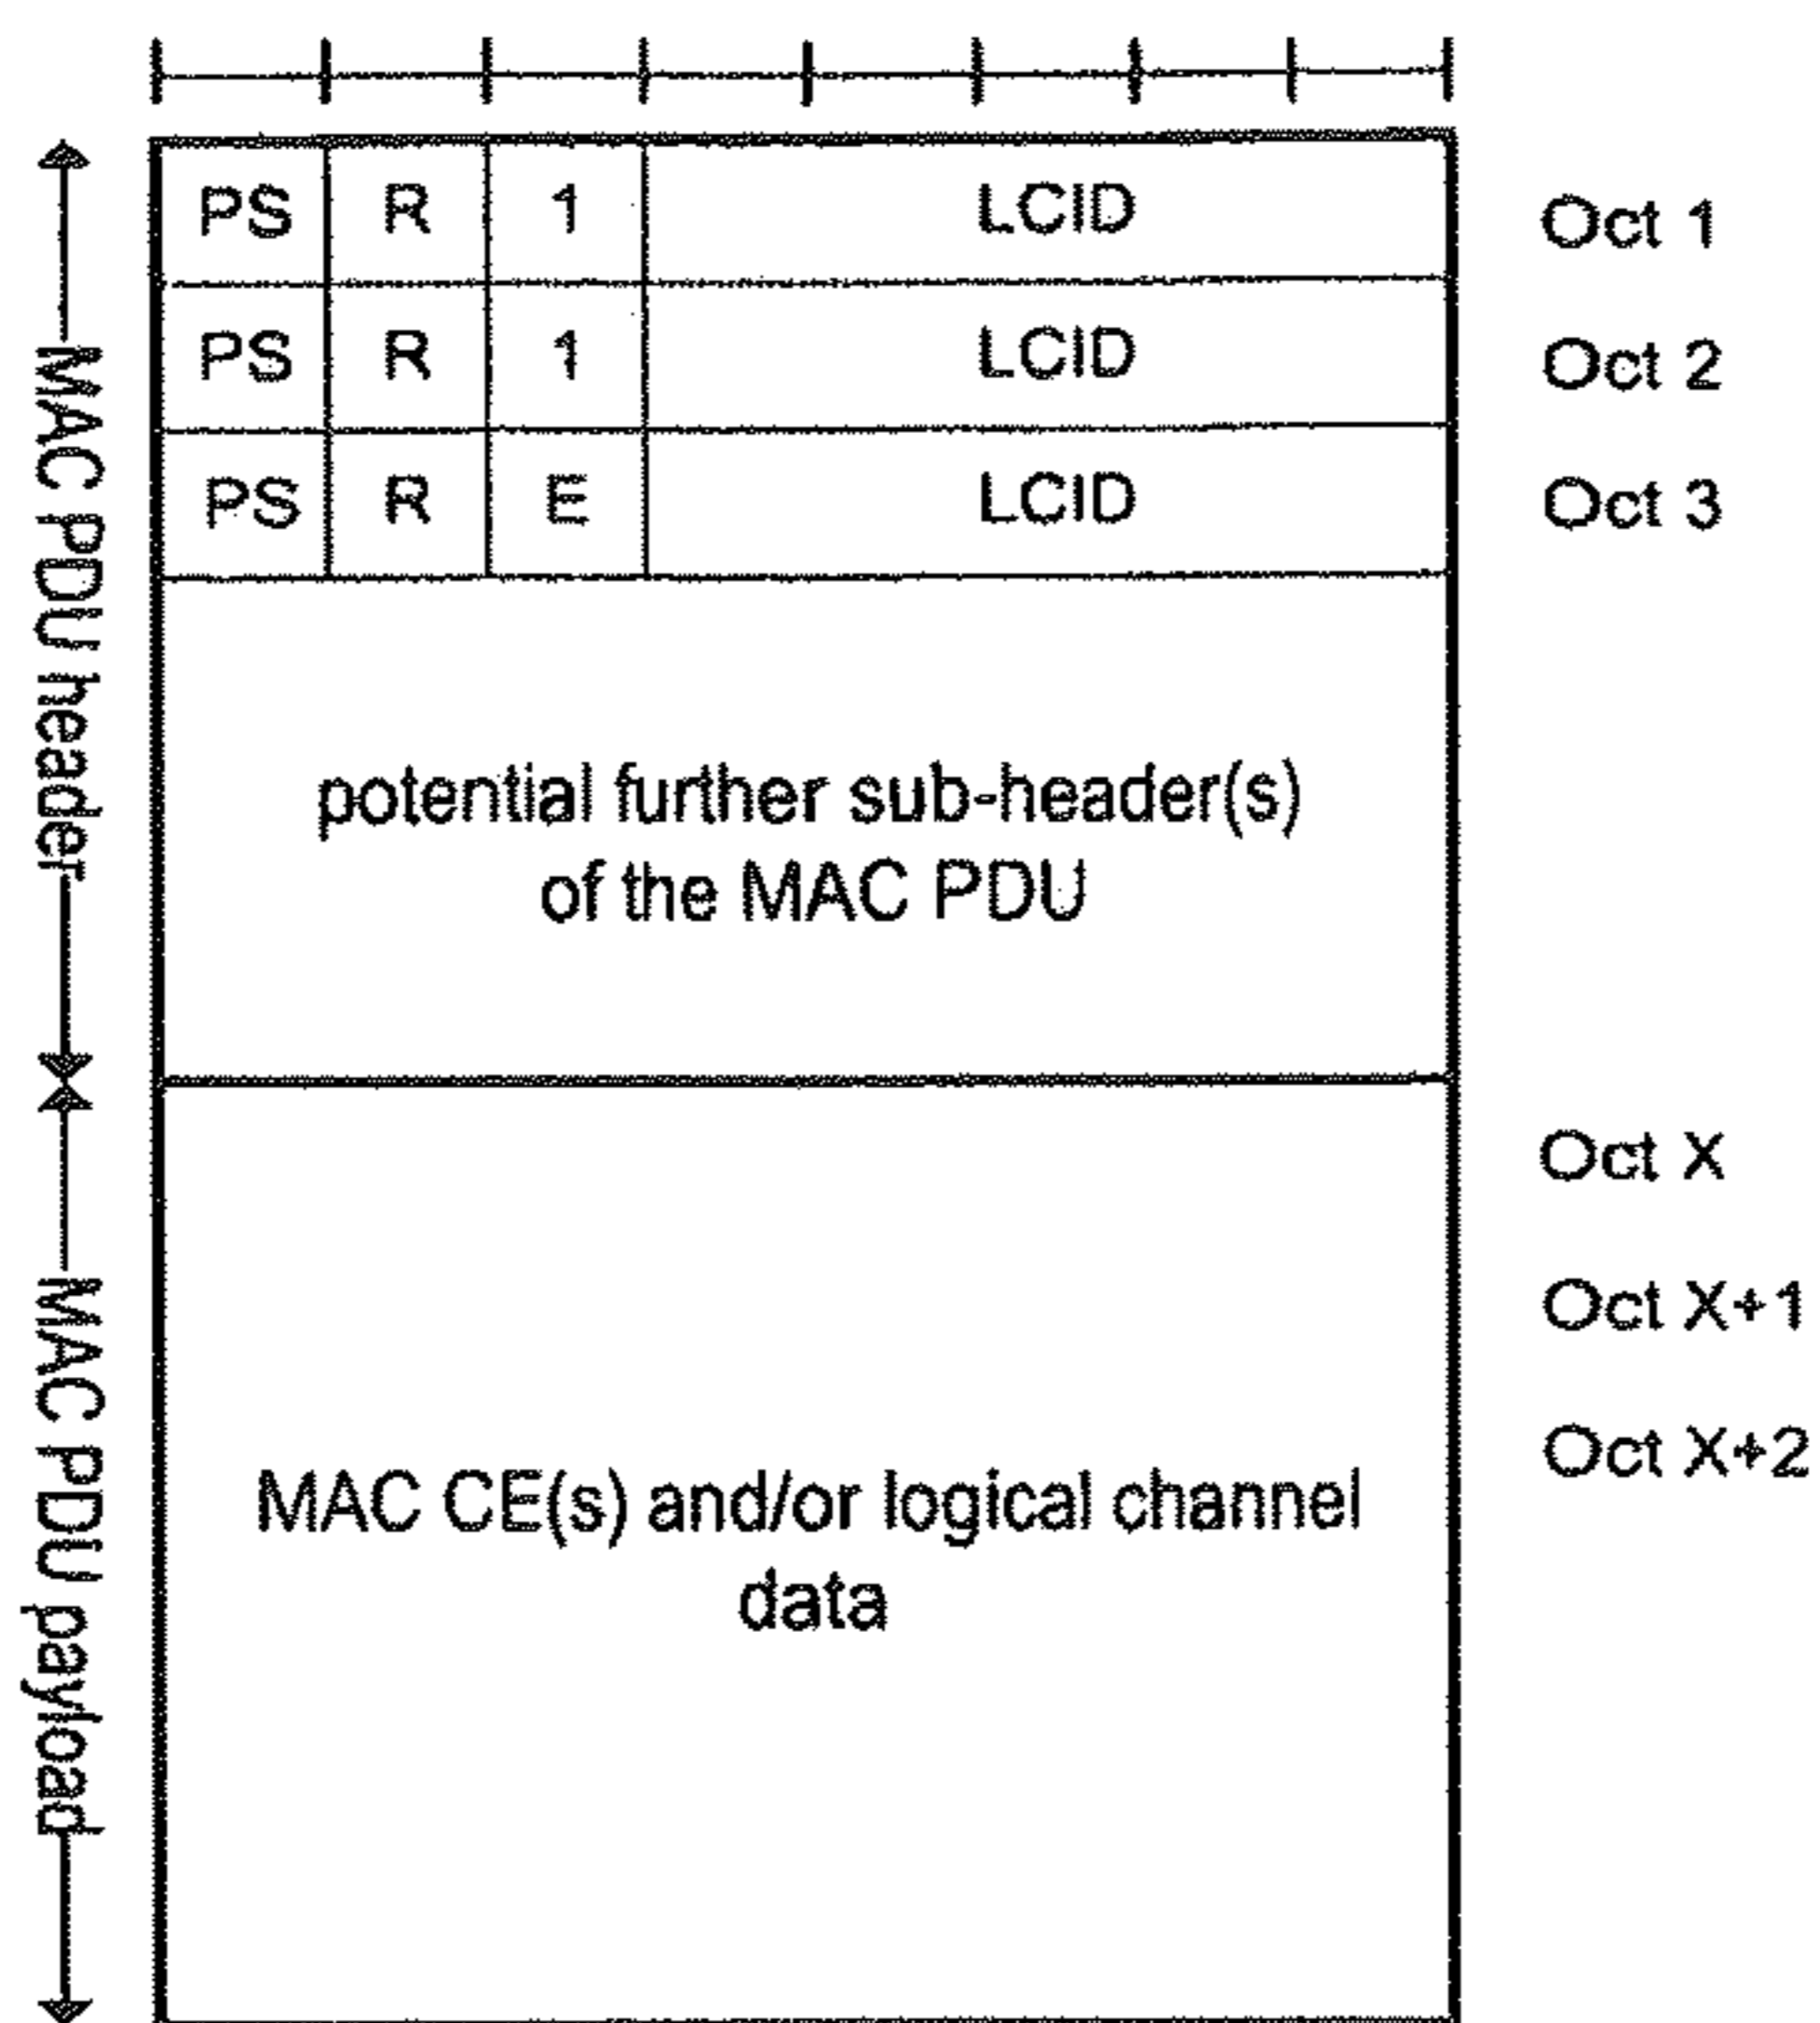 PS R 1 LCID Oct 1
PS R 1 LCID Oct 2
PS R E LCID Oct 3
MAC PDU header
potential further sub-header(s)
of the MAC PDU
Oct X
Oct X+1
Oct X+2
MAC PDU payload
MAC CE(s) and/or logical channel
data